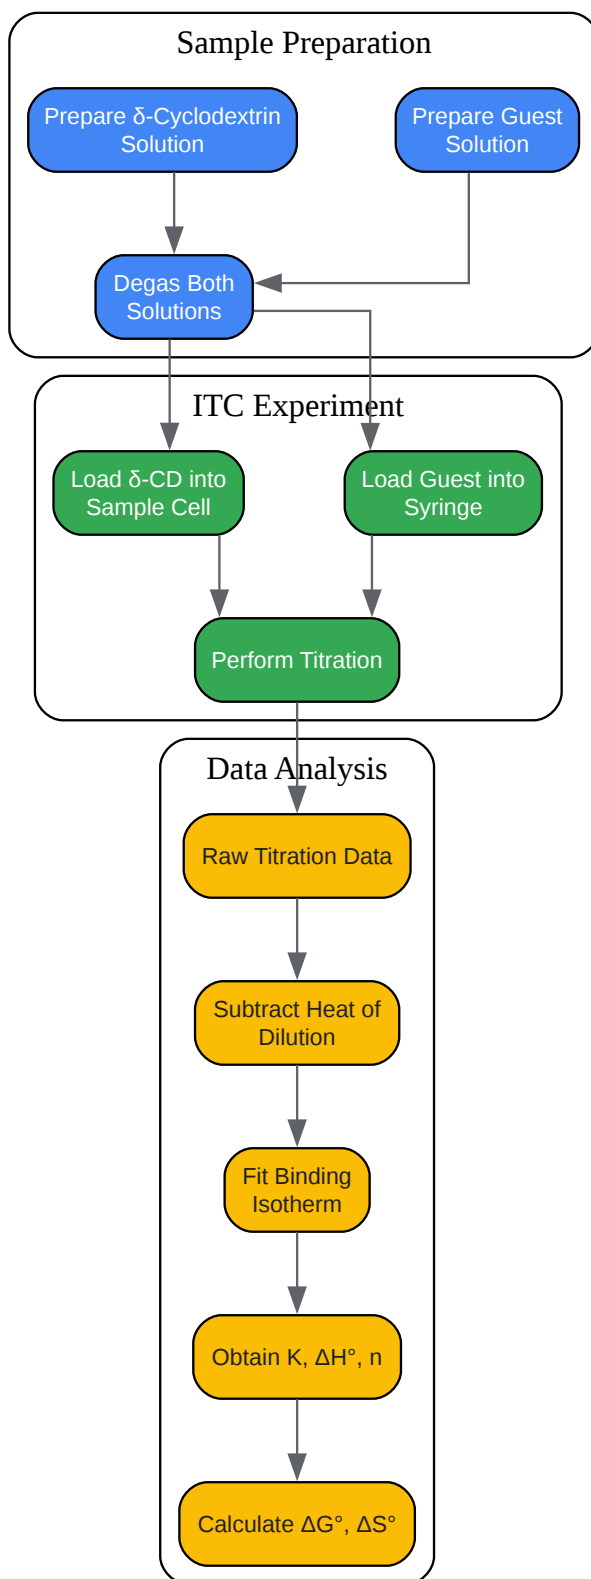 Sample Preparation
Prepare δ-Cyclodextrin
Solution
Prepare Guest
Solution
Degas Both
Solutions
ITC Experiment
Load δ-CD into
Sample Cell
Load Guest into
Syringe
Perform Titration
Data Analysis
Raw Titration Data
Subtract Heat of
Dilution
Fit Binding
Isotherm
Obtain K, ΔH°, n
Calculate ΔG°, ΔS°